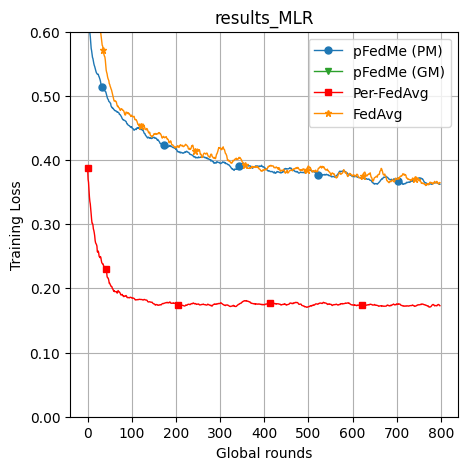 results_MLR
pFedMe (PM)
pFedMe (GM)
Per-FedAvg
FedAvg
Training Loss
0.60
0.50
0.40
0.30
0.20
0.10
0.00
0 100 200 300 400 500 600 700 800
Global rounds